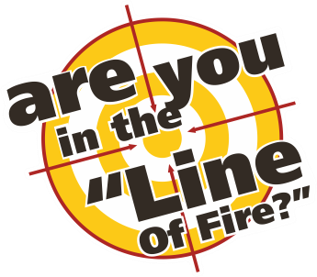 are you
in the
"Line
Of Fire?"